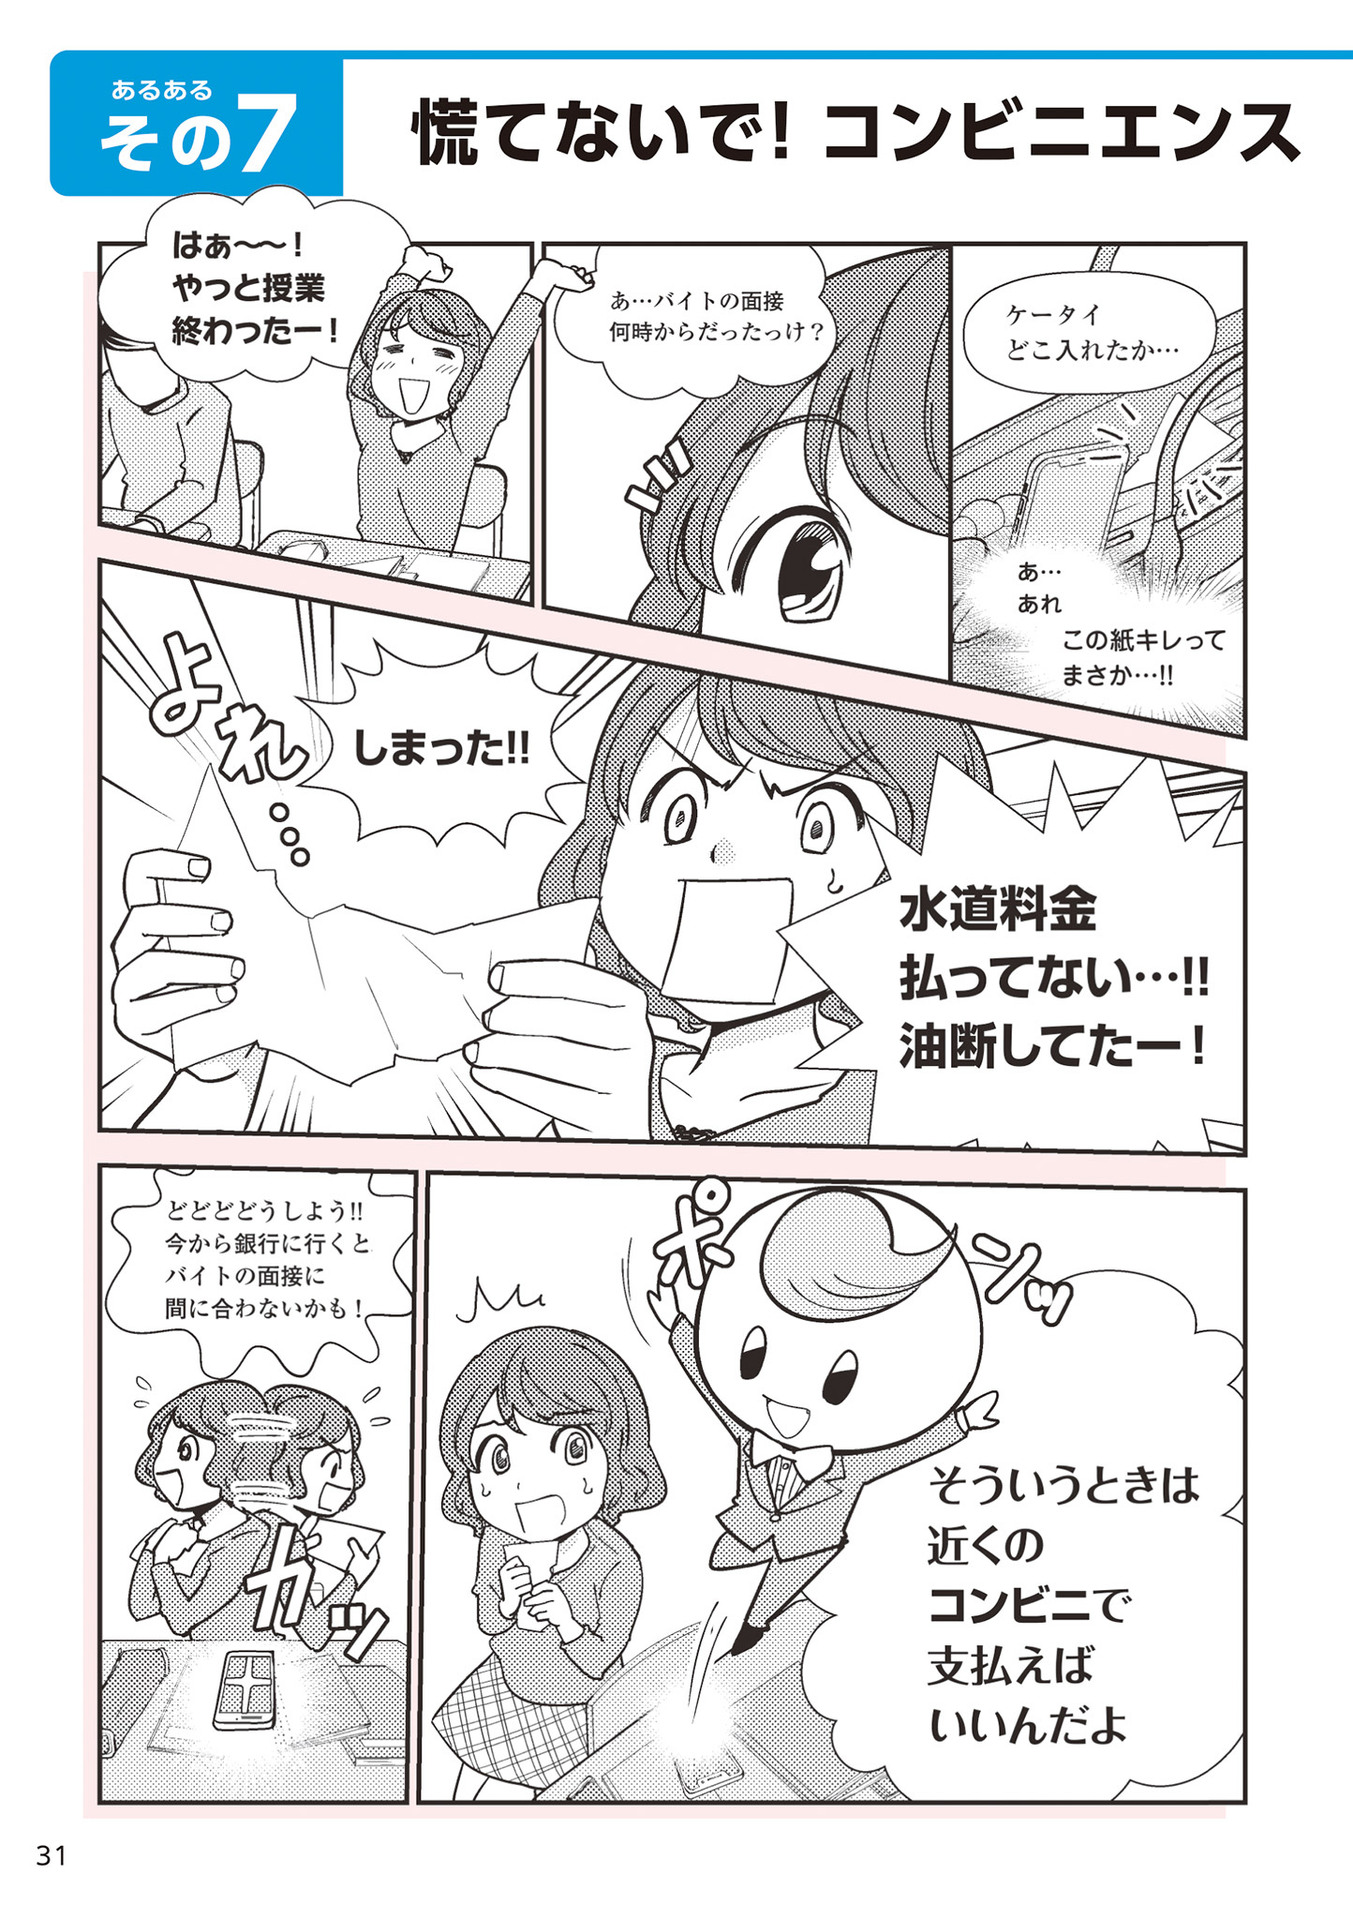 あるある
その7
慌てないで！コンビニエンス
はぁ〜〜！
やっと授業
終わったー！
あ…バイトの面接
何時からだったっけ？
ケータイ
どこ入れたか…
あ…
あれ
この紙キレって
まさか…!!
よれ…
しまった!!
水道料金
払ってない…!!
油断してたー！
どどどどうしよう!!
今から銀行に行くと
バイトの面接に
間に合わないかも！
カッ
ポンッ
そういうときは
近くの
コンビニで
支払えば
いいんだよ
31